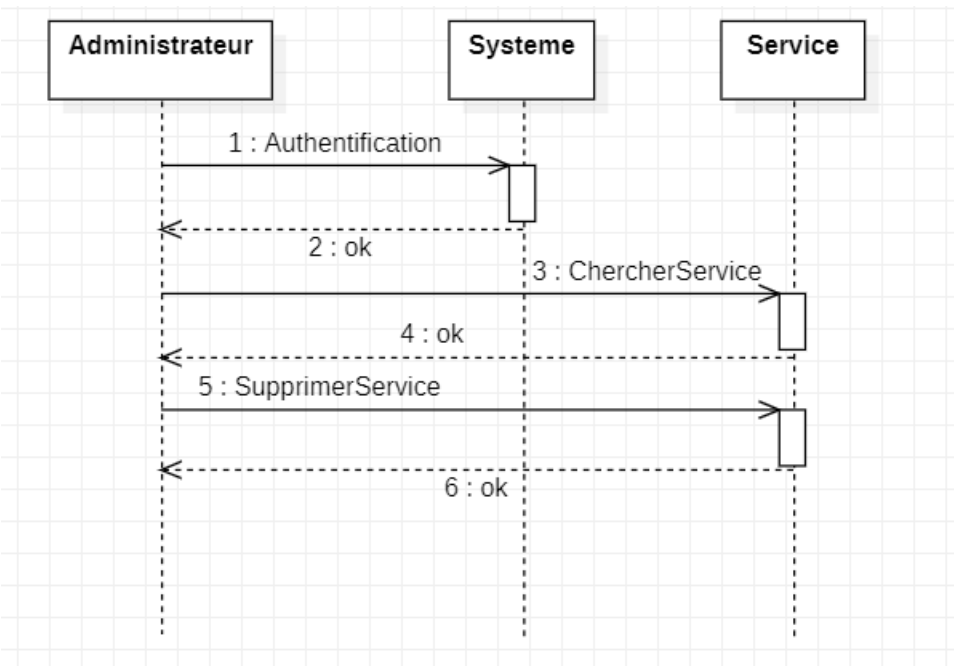 Administrateur
Systeme
Service
1 : Authentification
2 : ok
3 : ChercherService
4 : ok
5 : SupprimerService
6 : ok